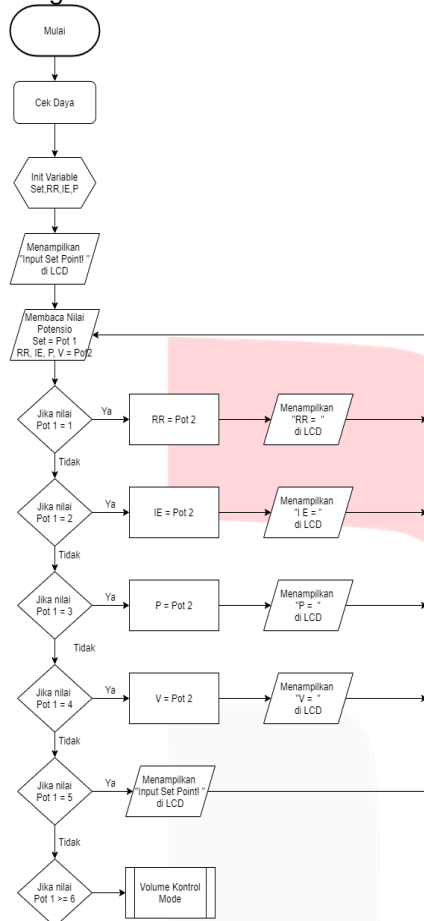 Mulai
Cek Daya
Init Variable
Set,RR,IE,P
Menampilkan
"Input Set Point! "
di LCD
Membaca Nilai
Potensio
Set = Pot 1
RR, IE, P, V = Pot2
Jika nilai
Pot 1 = 1
Ya
RR = Pot 2
Menampilkan
"RR = "
di LCD
Tidak
Jika nilai
Pot 1 = 2
Ya
IE = Pot 2
Menampilkan
"I E = "
di LCD
Tidak
Jika nilai
Pot 1 = 3
Ya
P = Pot 2
Menampilkan
"P = "
di LCD
Tidak
Jika nilai
Pot 1 = 4
Ya
V = Pot 2
Menampilkan
"V = "
di LCD
Tidak
Jika nilai
Pot 1 = 5
Ya
Menampilkan
"Input Set Point! "
di LCD
Tidak
Jika nilai
Pot 1 >= 6
Volume Kontrol
Mode